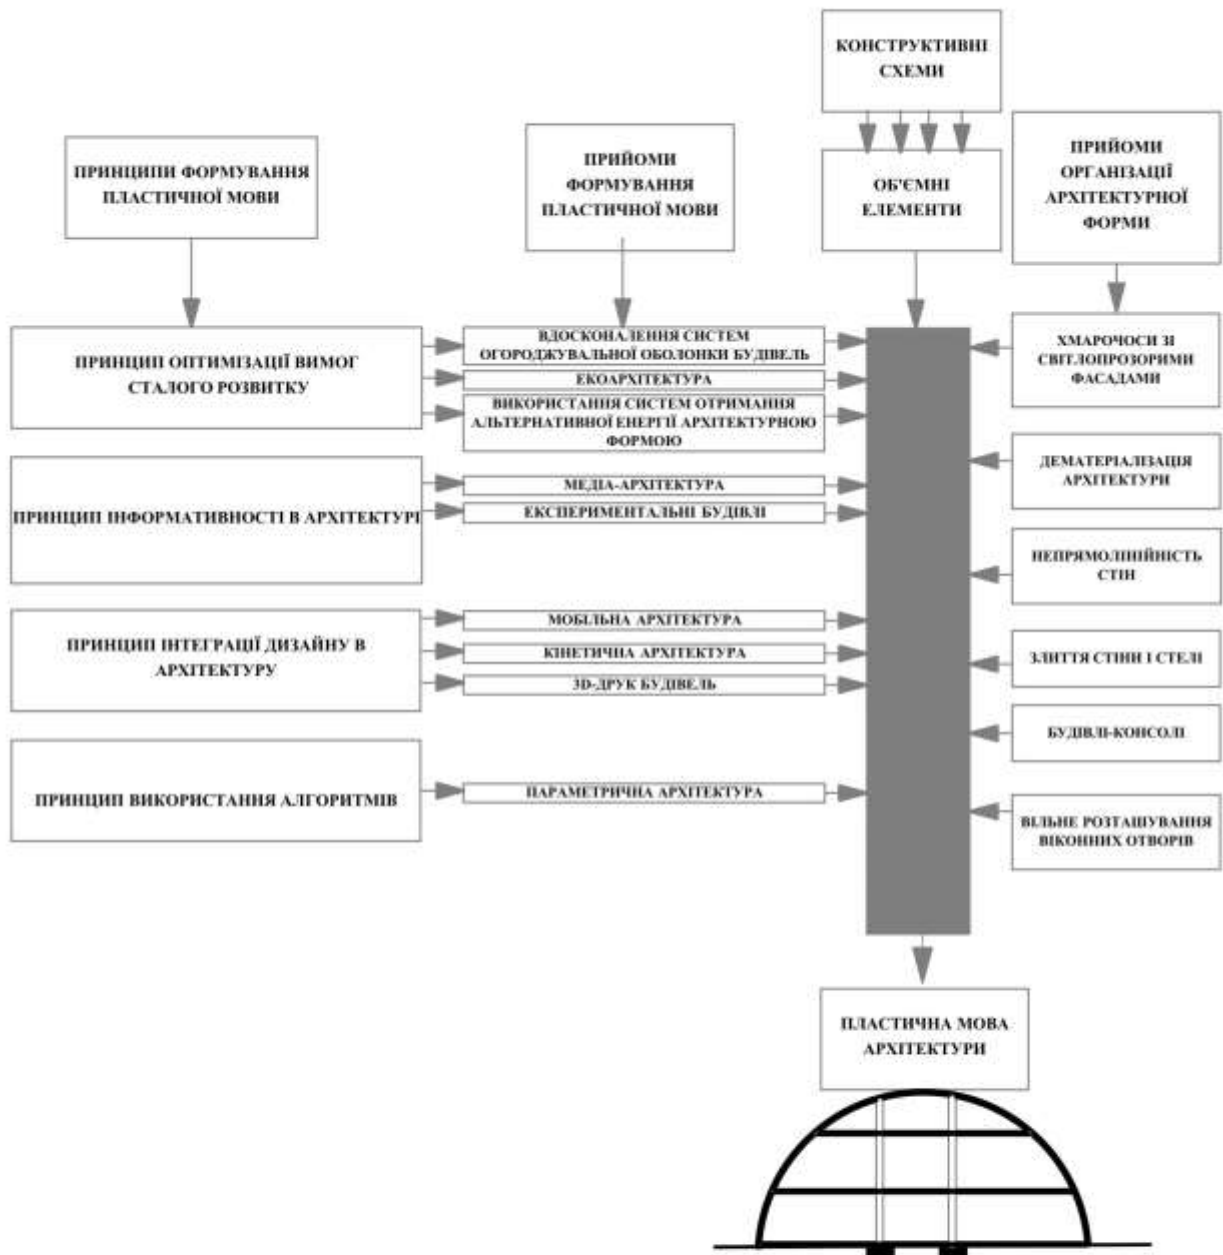 КОНСТРУКТИВНІ
СХЕМИ
ПРИНЦИПИ ФОРМУВАННЯ
ПЛАСТИЧНОЇ МОВИ
ПРИЙОМИ
ФОРМУВАННЯ
ПЛАСТИЧНОЇ МОВИ
ОБ'ЄМНІ
ЕЛЕМЕНТИ
ПРИЙОМИ
ОРГАНІЗАЦІЇ
АРХІТЕКТУРНОЇ
ФОРМИ
ПРИНЦИП ОПТИМІЗАЦІЇ ВИМОГ
СТАЛОГО РОЗВИТКУ
ВДОСКОНАЛЕННЯ СИСТЕМ
ОГОРОДЖУВАЛЬНОЇ ОБОЛОНКИ БУДІВЕЛЬ
ЕКОАРХІТЕКТУРА
ВИКОРИСТАННЯ СИСТЕМ ОТРИМАННЯ
АЛЬТЕРНАТИВНОЇ ЕНЕРГІЇ АРХІТЕКТУРНОЮ
ФОРМОЮ
ПРИНЦИП ІНФОРМАТИВНОСТІ В АРХІТЕКТУРІ
МЕДІА-АРХІТЕКТУРА
ЕКСПЕРИМЕНТАЛЬНІ БУДІВЛІ
ПРИНЦИП ІНТЕГРАЦІЇ ДИЗАЙНУ В
АРХІТЕКТУРУ
МОБІЛЬНА АРХІТЕКТУРА
КІНЕТИЧНА АРХІТЕКТУРА
3D-ДРУК БУДІВЕЛЬ
ПРИНЦИП ВИКОРИСТАННЯ АЛГОРИТМІВ
ПАРАМЕТРИЧНА АРХІТЕКТУРА
ХМАРОЧОСИ ЗІ
СВІТЛОПРОЗОРИМИ
ФАСАДАМИ
ДЕМАТЕРІАЛІЗАЦІЯ
АРХІТЕКТУРИ
НЕПРЯМОЛІНІЙНІСТЬ
СТІН
ЗЛИТТЯ СТІНИ І СТЕЛІ
БУДІВЛІ-КОНСОЛІ
ВІЛЬНЕ РОЗТАШУВАННЯ
ВІКОННИХ ОТВОРІВ
ПЛАСТИЧНА МОВА
АРХІТЕКТУРИ